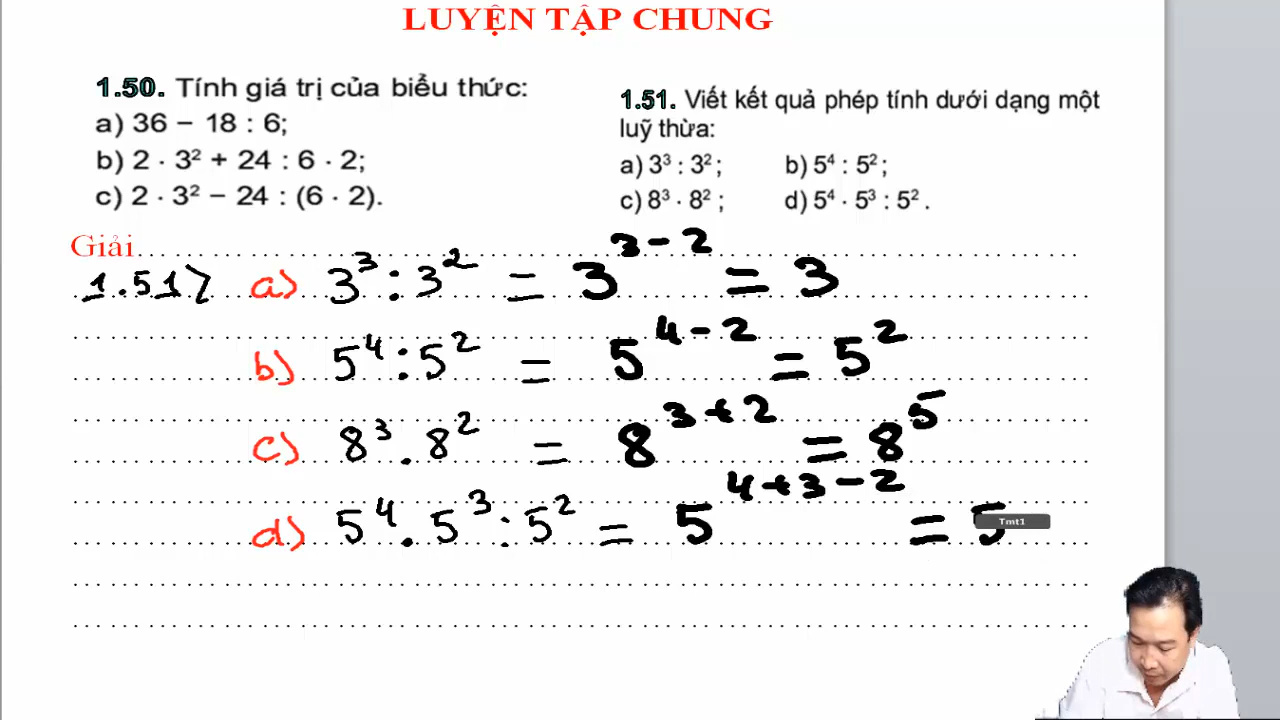 LUYỆN TẬP CHUNG
1.50. Tính giá trị của biểu thức:
a) 36 − 18 : 6;
b) 2 · 3² + 24 : 6 · 2;
c) 2 · 3² − 24 : (6 · 2).
1.51. Viết kết quả phép tính dưới dạng một
luỹ thừa:
a) 3³ : 3² ; b) 5⁴ : 5² ;
c) 8³ · 8² ; d) 5⁴ · 5³ : 5² .
Giải
1.51) a) 3³ : 3² = 3³⁻² = 3
b) 5⁴ : 5² = 5⁴⁻² = 5²
c) 8³ . 8² = 8³⁺² = 8⁵
d) 5⁴ . 5³ : 5² = 5⁴⁺³⁻² = 5
Tmt1